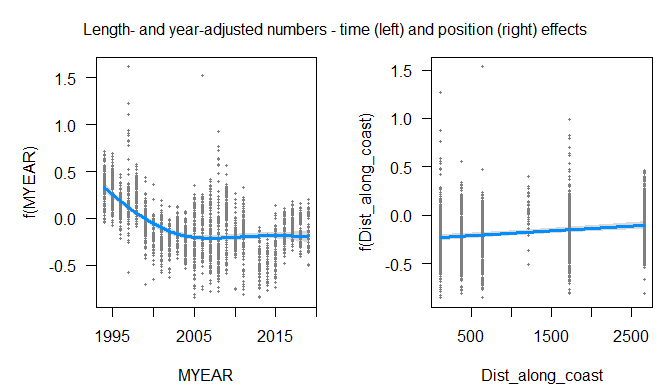 Length- and year-adjusted numbers - time (left) and position (right) effects
f(MYEAR)
1.5
1.0
0.5
0.0
-0.5
1995 2005 2015
MYEAR
f(Dist_along_coast)
1.5
1.0
0.5
0.0
-0.5
500 1500 2500
Dist_along_coast